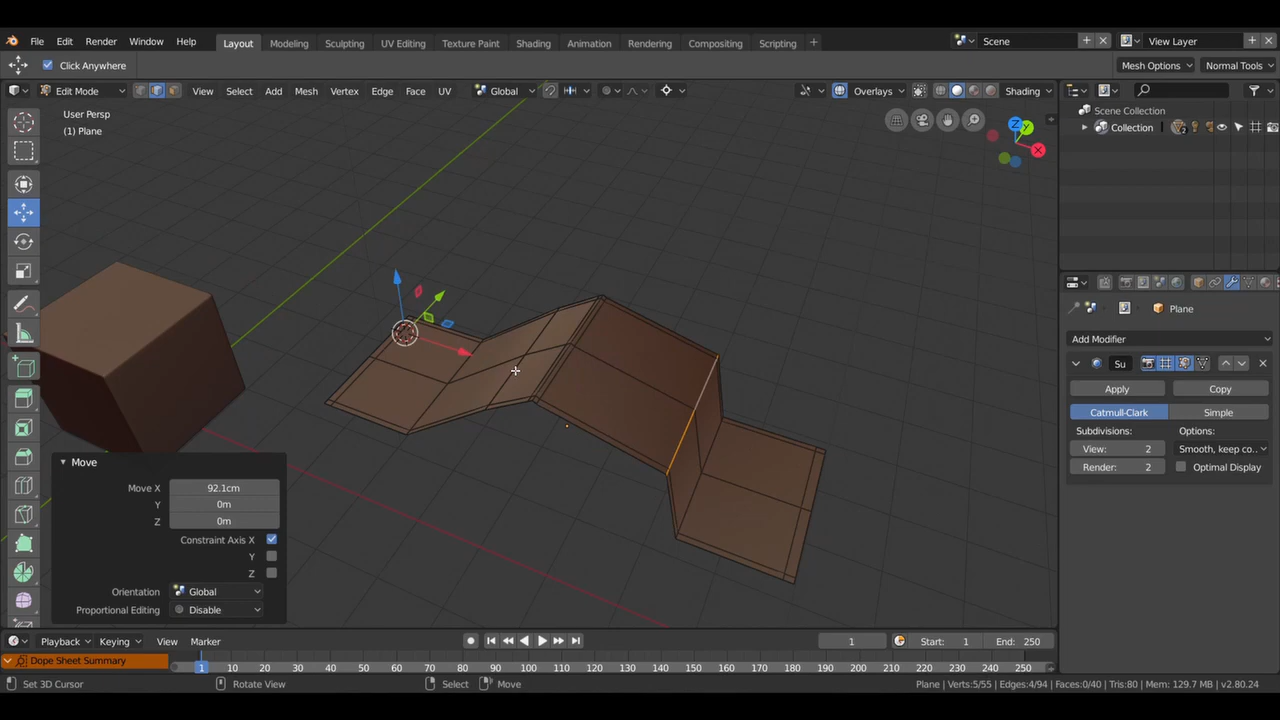 File Edit Render Window Help Layout Modeling Sculpting UV Editing Texture Paint Shading Animation Rendering Compositing Scripting Scene View Layer
Click Anywhere Mesh Options Normal Tools
Edit Mode View Select Add Mesh Vertex Edge Face UV Global Overlays Shading
User Persp
(1) Plane
Z
Y
X
Scene Collection
Collection
Plane
Add Modifier
Su
Apply Copy
Catmull-Clark Simple
Subdivisions: Options:
View: 2 Smooth, keep co...
Render: 2 Optimal Display
Move
Move X 92.1cm
Y 0m
Z 0m
Constraint Axis X
Y
Z
Orientation Global
Proportional Editing Disable
Playback Keying View Marker 1 Start: 1 End: 250
Dope Sheet Summary 1 10 20 30 40 50 60 70 80 90 100 110 120 130 140 150 160 170 180 190 200 210 220 230 240 250
Set 3D Cursor Rotate View Select Move Plane | Verts:5/55 | Edges:4/94 | Faces:0/40 | Tris:80 | Mem: 129.7 MB | v2.80.24